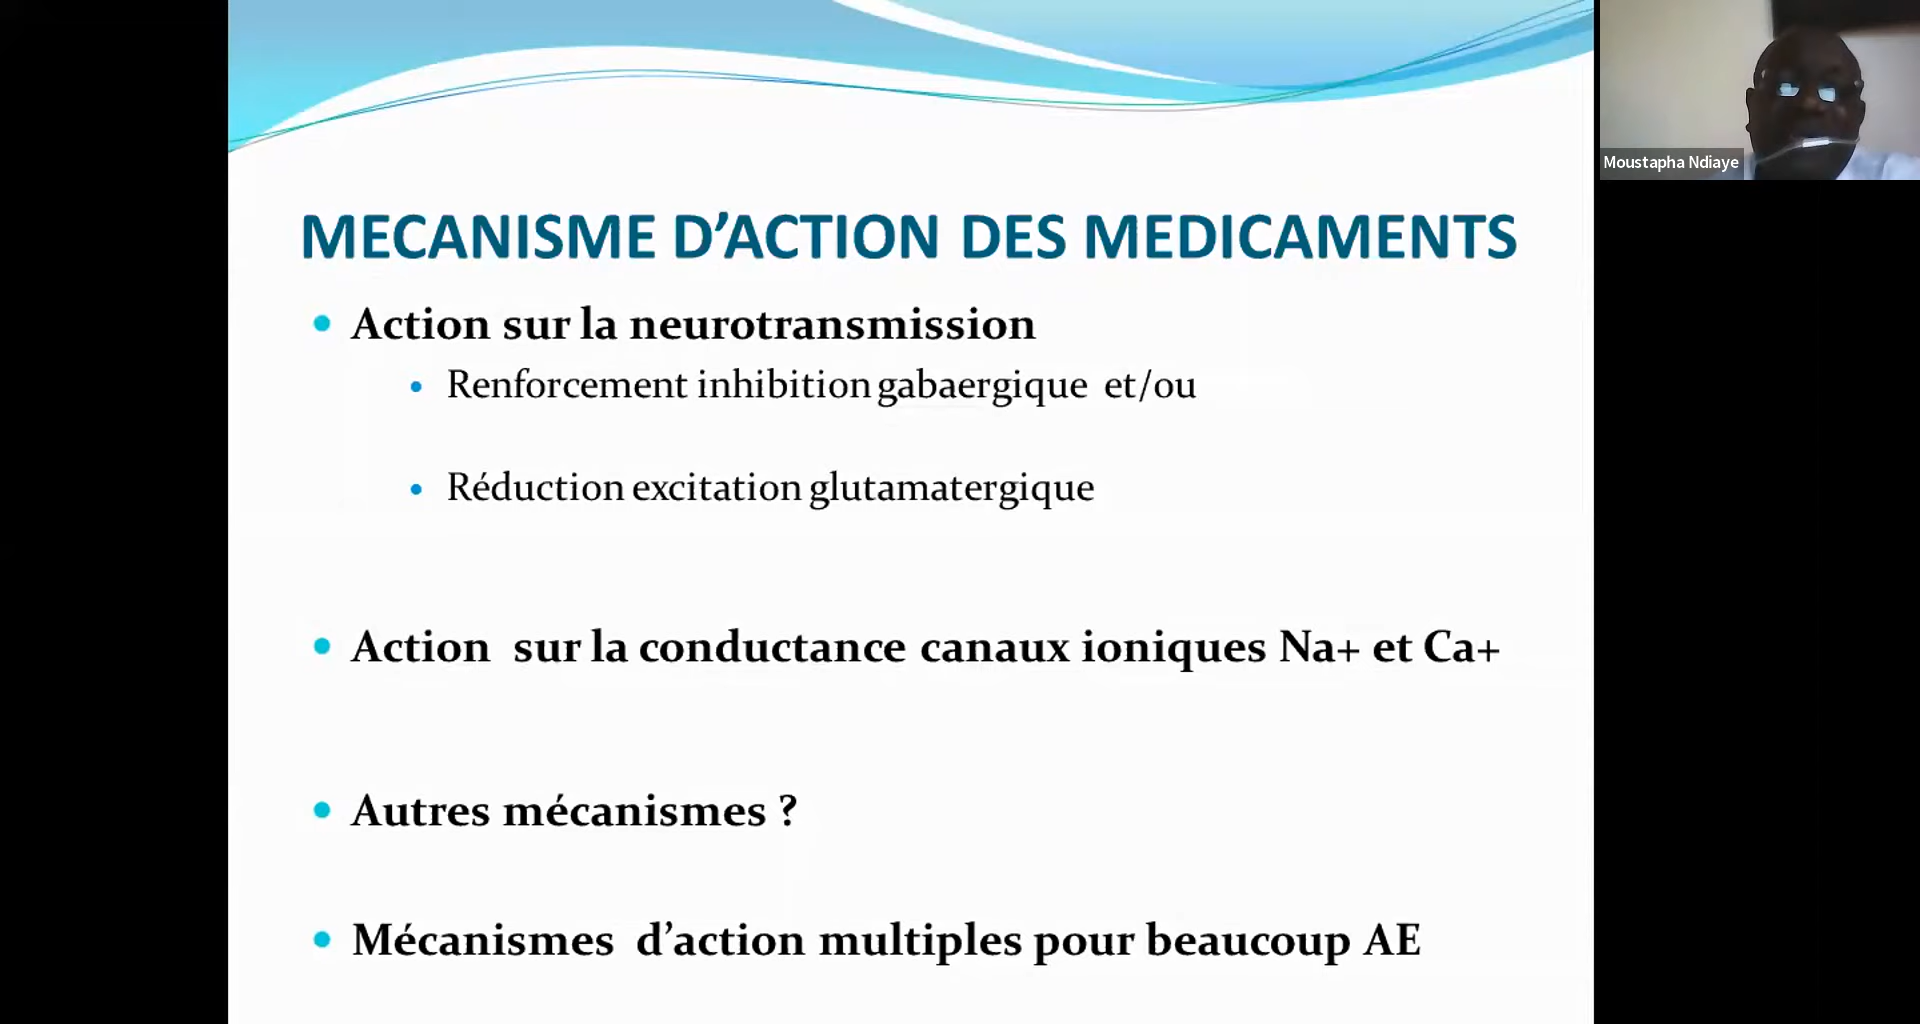 MECANISME D’ACTION DES MEDICAMENTS
• Action sur la neurotransmission
• Renforcement inhibition gabaergique et/ou
• Réduction excitation glutamatergique
• Action sur la conductance canaux ioniques Na+ et Ca+
• Autres mécanismes ?
• Mécanismes d’action multiples pour beaucoup AE
Moustapha Ndiaye